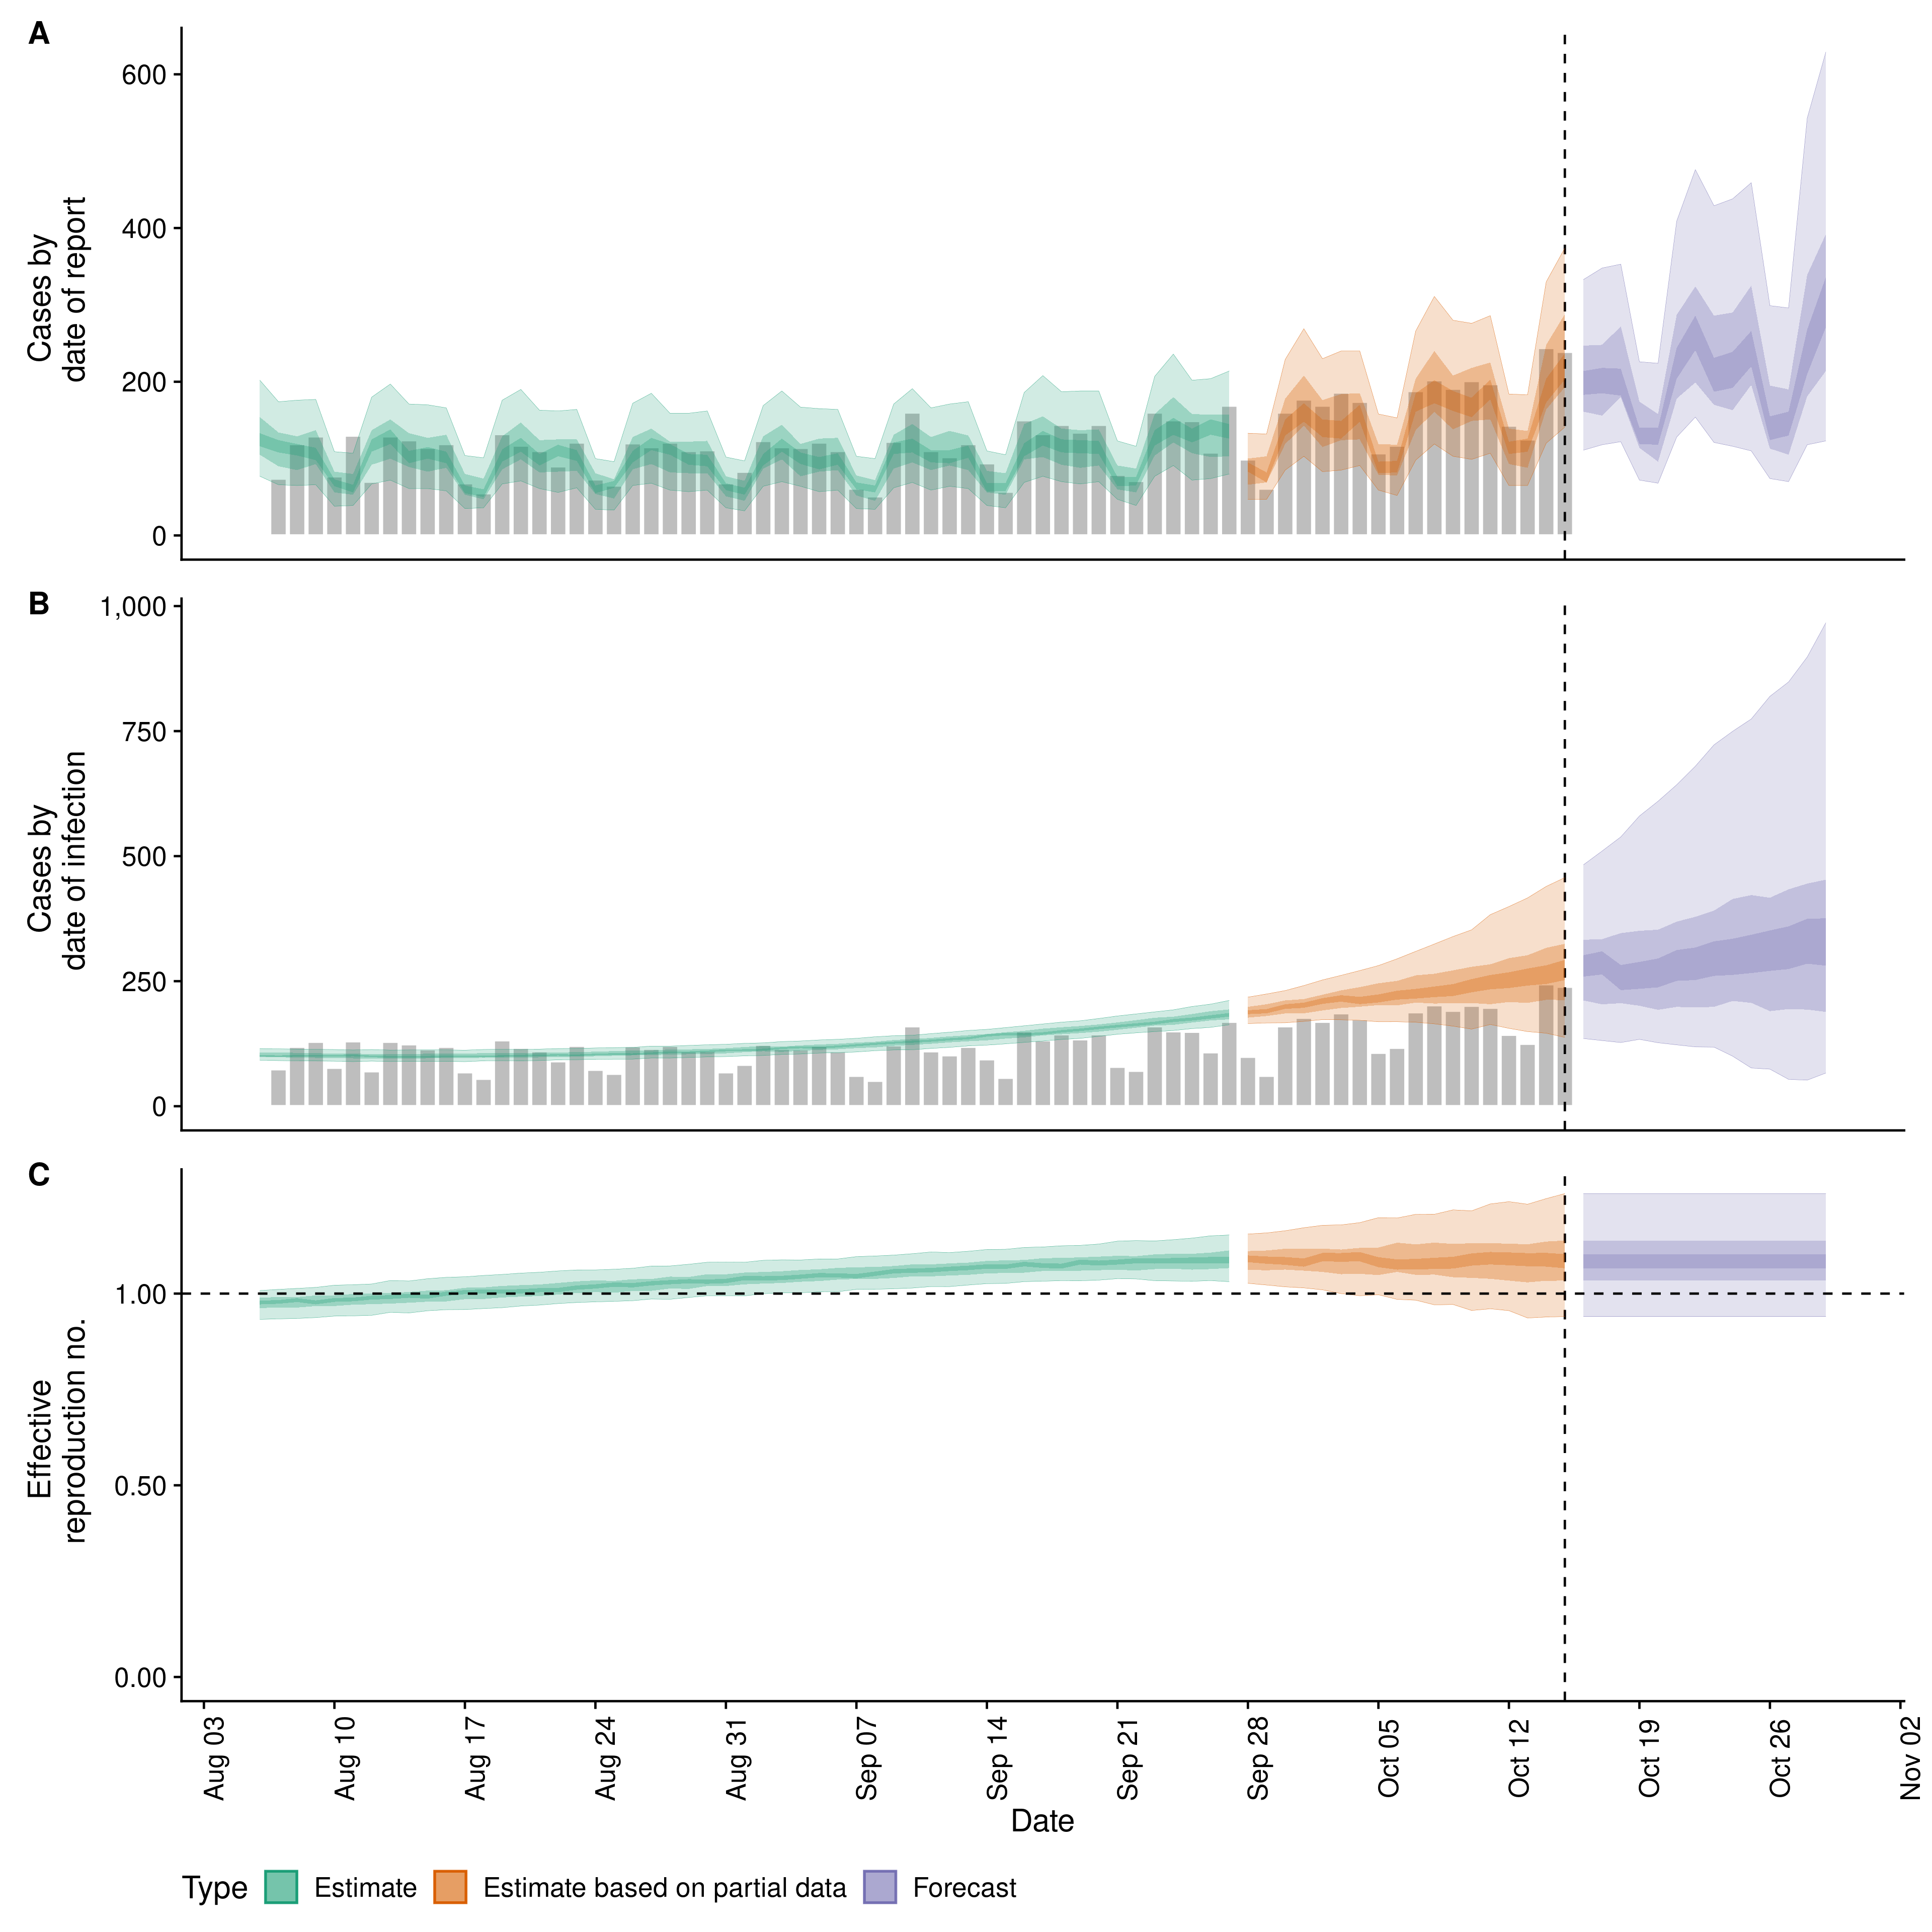 A
600
400
200
0
Cases by
date of report
B
1,000
750
500
250
0
Cases by
date of infection
C
1.00
0.50
0.00
Effective
reproduction no.
Aug 03
Aug 10
Aug 17
Aug 24
Aug 31
Sep 07
Sep 14
Sep 21
Sep 28
Oct 05
Oct 12
Oct 19
Oct 26
Nov 02
Date
Type Estimate Estimate based on partial data Forecast